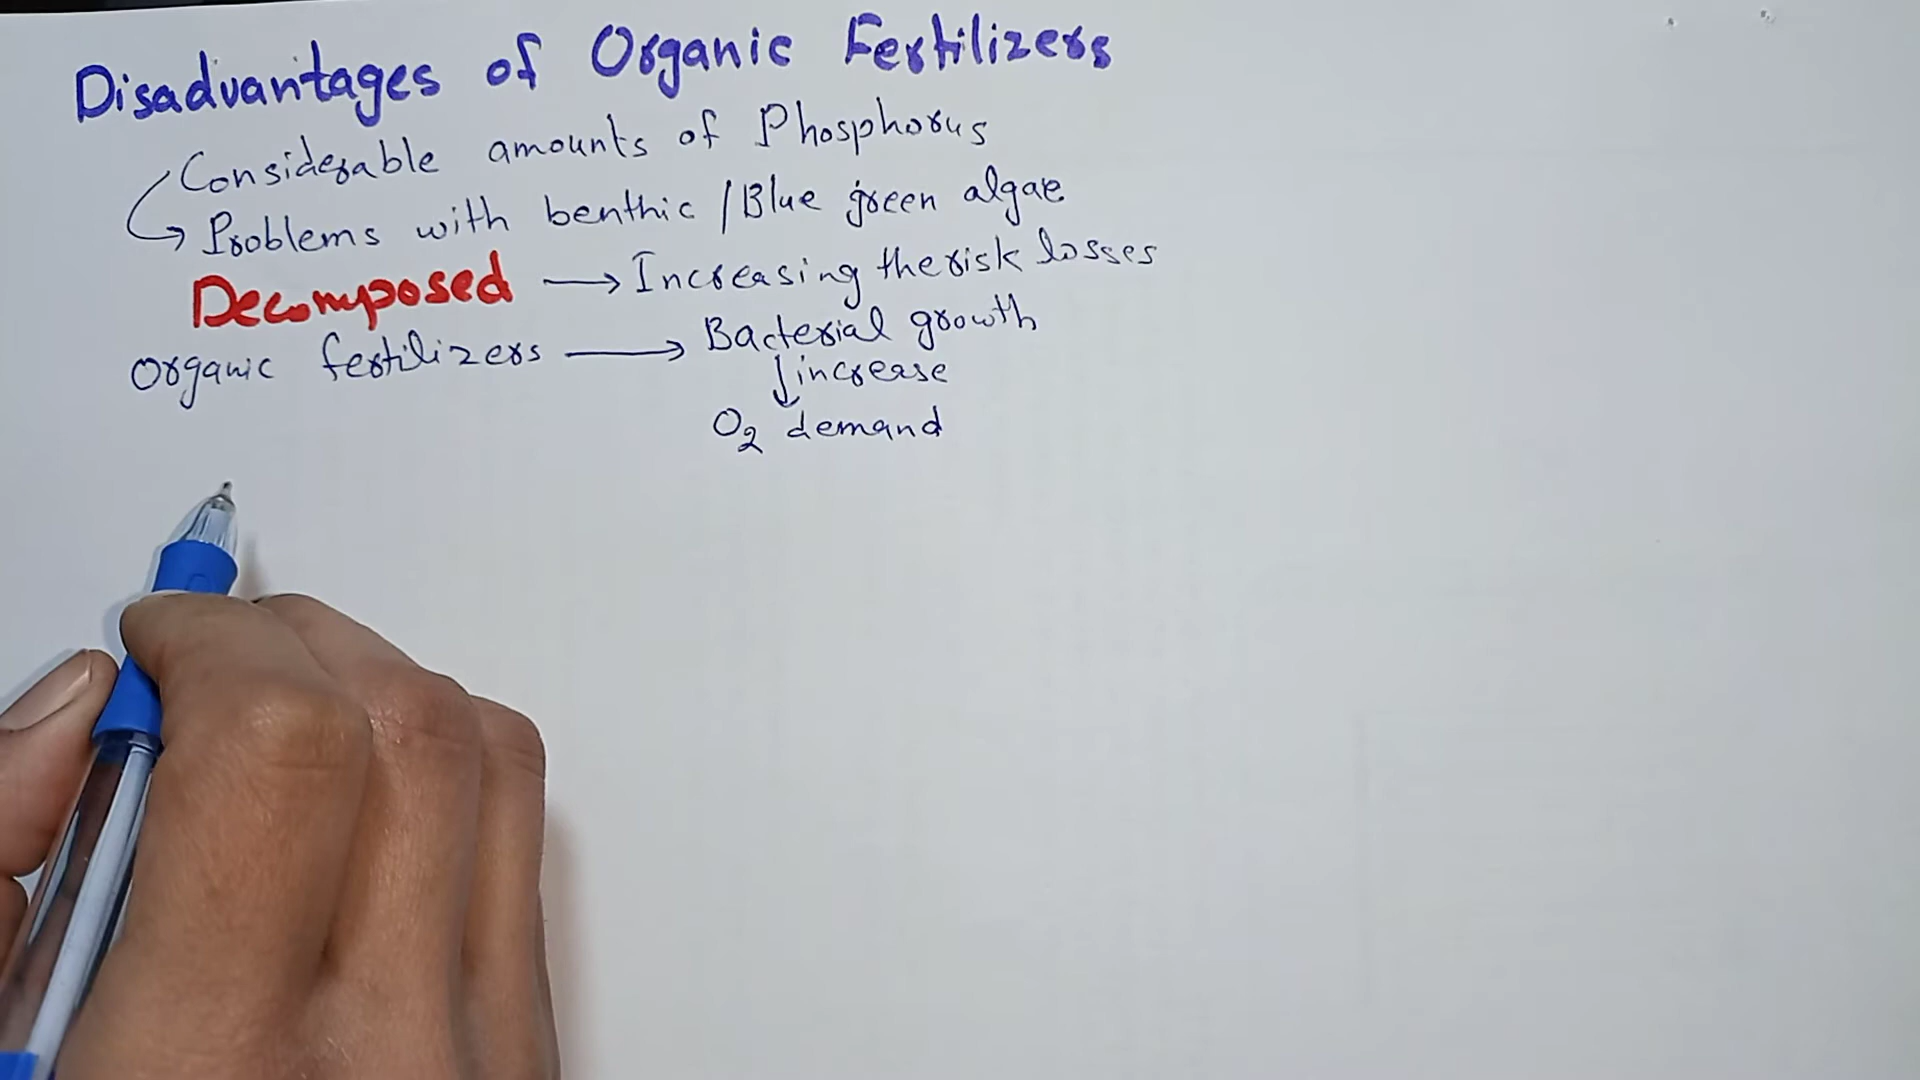 Disadvantages of Organic Fertilizers
Considerable amounts of Phosphorus
Problems with benthic / Blue green algae
Decomposed → Increasing the risk losses
Organic fertilizers → Bacterial growth
↓ increase
O₂ demand